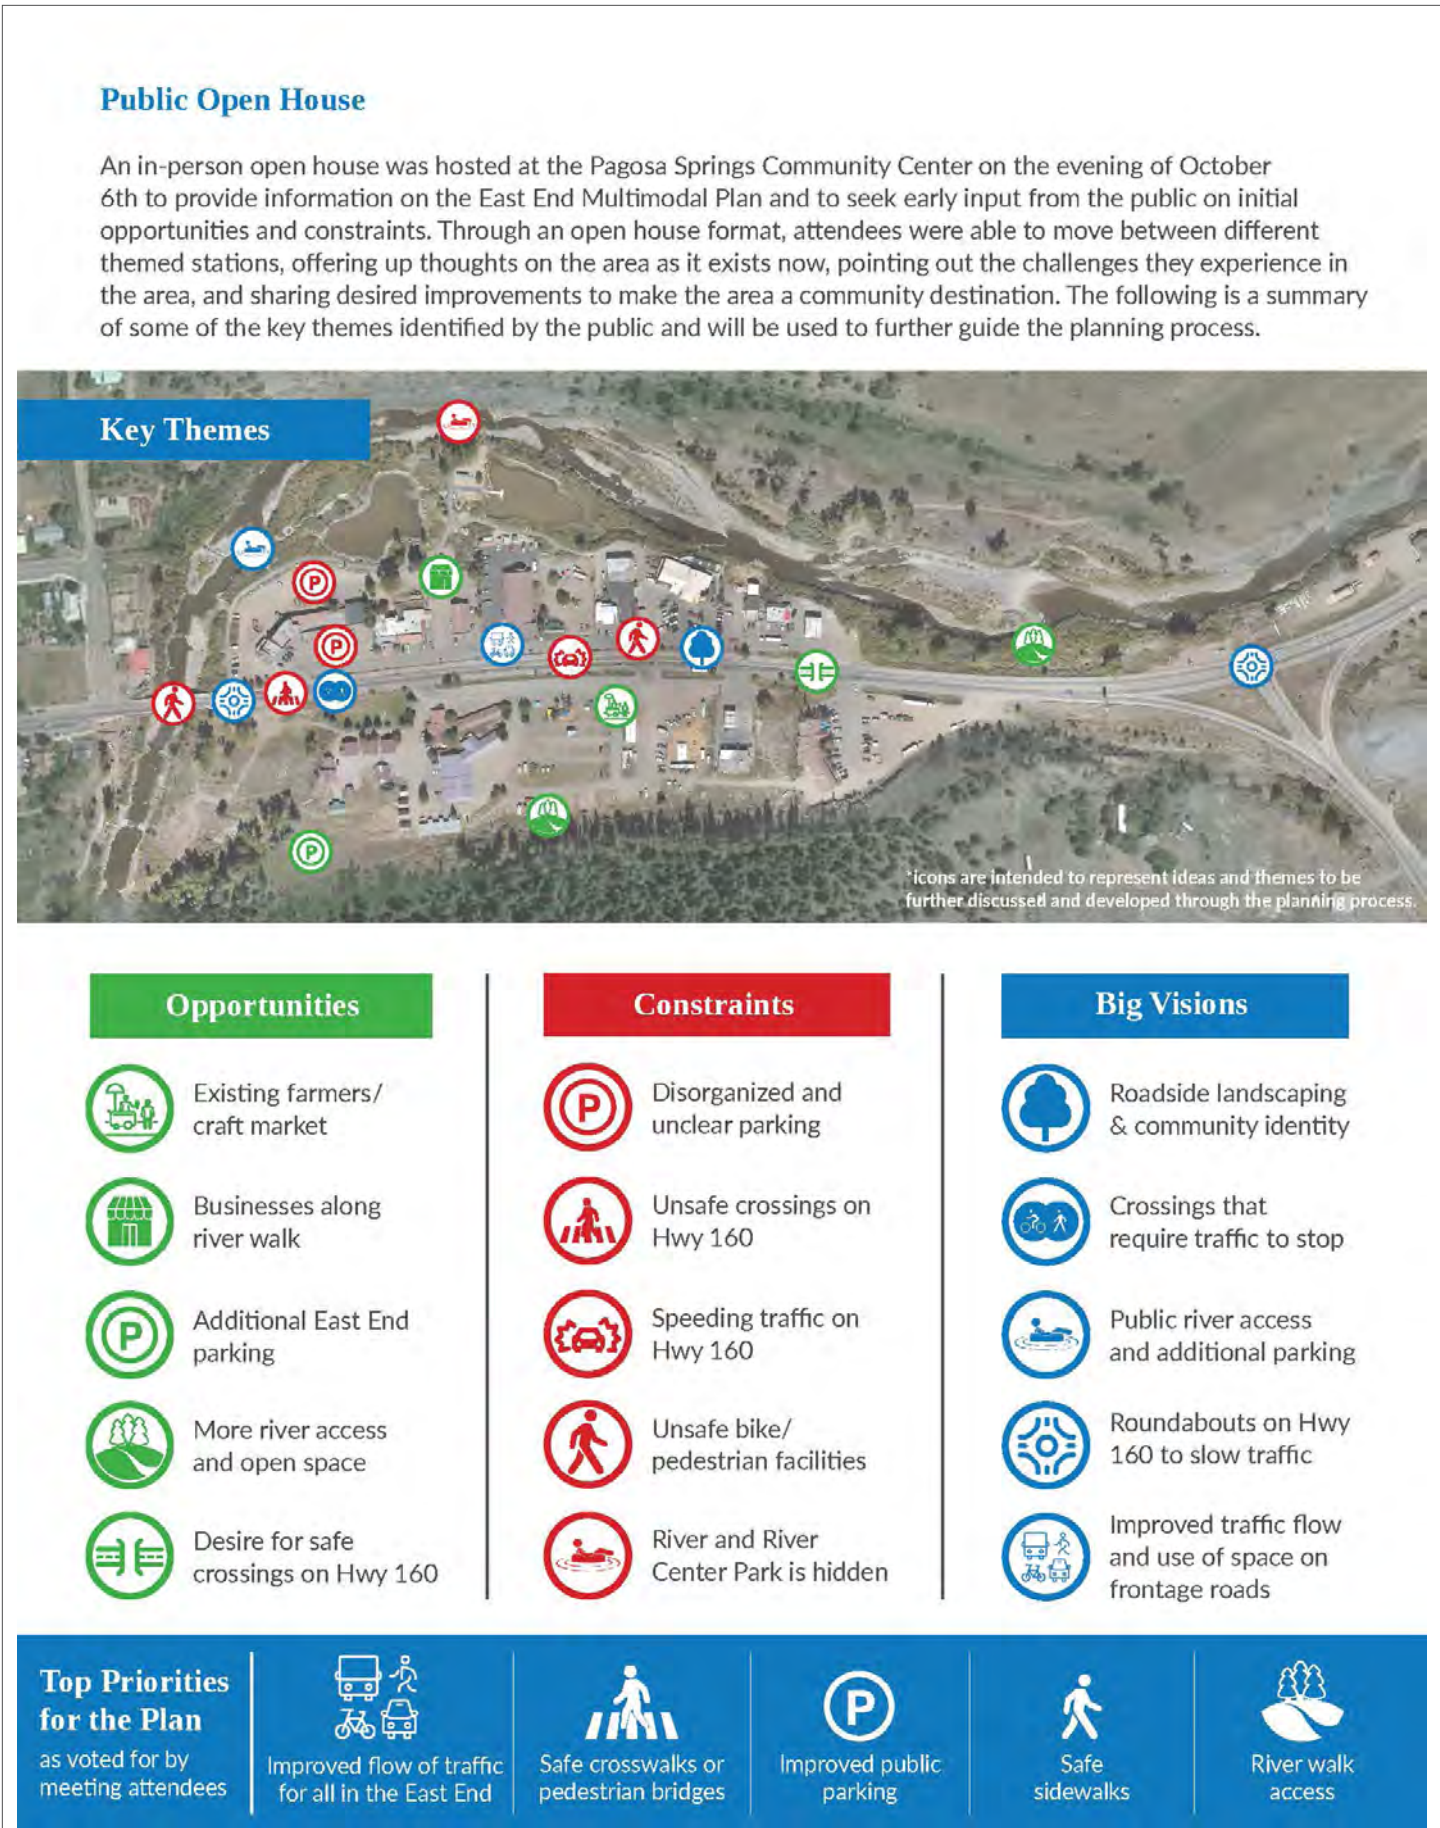 Public Open House
An in-person open house was hosted at the Pagosa Springs Community Center on the evening of October
6th to provide information on the East End Multimodal Plan and to seek early input from the public on initial
opportunities and constraints. Through an open house format, attendees were able to move between different
themed stations, offering up thoughts on the area as it exists now, pointing out the challenges they experience in
the area, and sharing desired improvements to make the area a community destination. The following is a summary
of some of the key themes identified by the public and will be used to further guide the planning process.
Key Themes
P
P
P
*icons are intended to represent ideas and themes to be
further discussed and developed through the planning process.
Opportunities
Existing farmers/
craft market
Businesses along
river walk
P
Additional East End
parking
More river access
and open space
Desire for safe
crossings on Hwy 160
Constraints
P
Disorganized and
unclear parking
Unsafe crossings on
Hwy 160
Speeding traffic on
Hwy 160
Unsafe bike/
pedestrian facilities
River and River
Center Park is hidden
Big Visions
Roadside landscaping
& community identity
Crossings that
require traffic to stop
Public river access
and additional parking
Roundabouts on Hwy
160 to slow traffic
Improved traffic flow
and use of space on
frontage roads
Top Priorities
for the Plan
as voted for by
meeting attendees
Improved flow of traffic
for all in the East End
Safe crosswalks or
pedestrian bridges
P
Improved public
parking
Safe
sidewalks
River walk
access